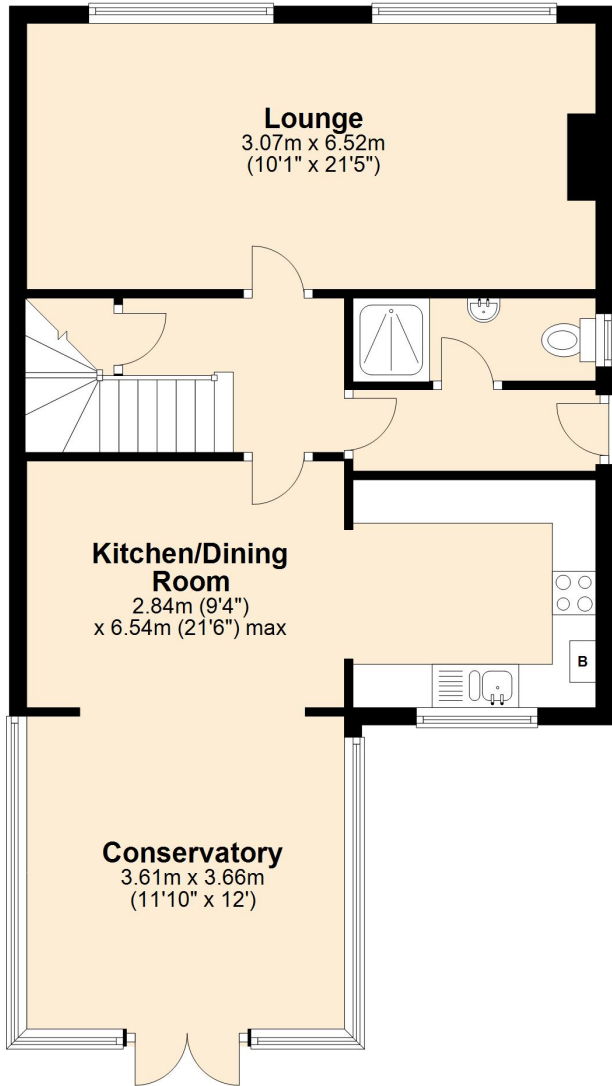 Lounge
3.07m x 6.52m
(10'1" x 21'5")
Kitchen/Dining
Room
2.84m (9'4")
x 6.54m (21'6") max
B
Conservatory
3.61m x 3.66m
(11'10" x 12')